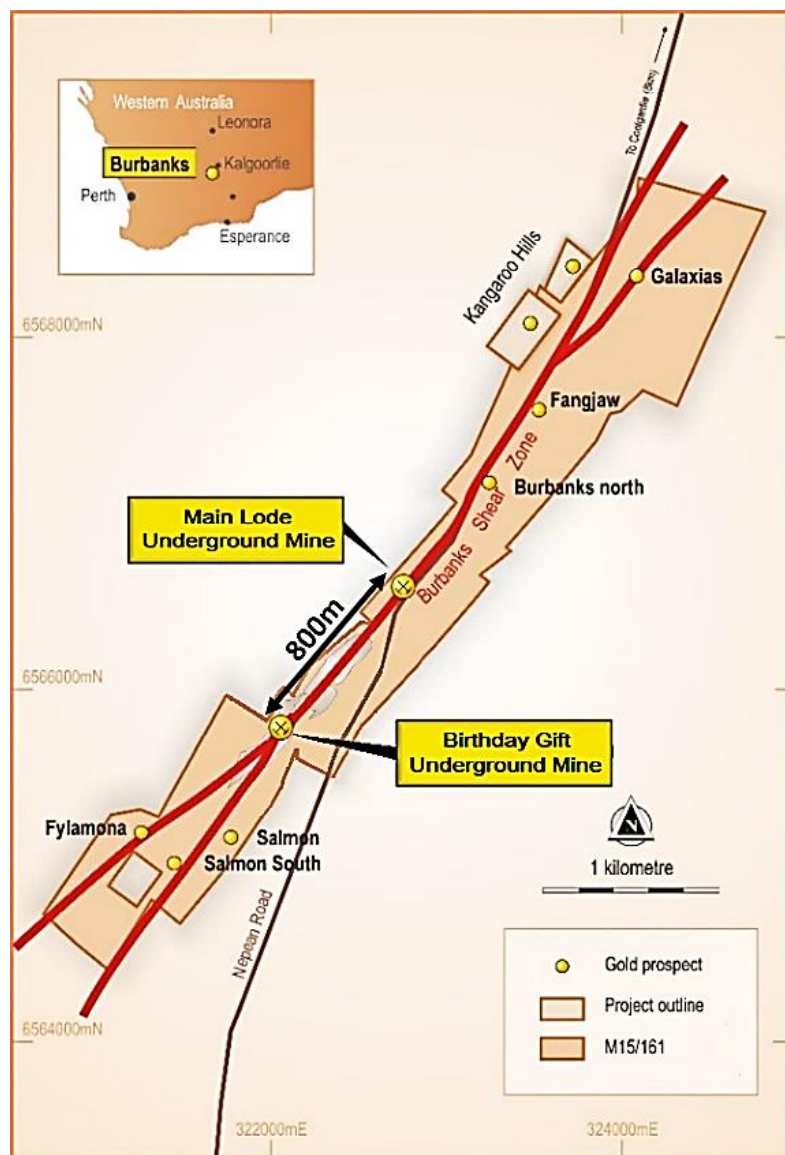 Western Australia
Leonora
Burbanks
Kalgoorlie
Perth
Esperance
To Coolgardie (8km)
Kangaroo Hills
Galaxias
6568000mN
Fangjaw
Burbanks north
Burbanks Shear Zone
Main Lode
Underground Mine
800m
6566000mN
Birthday Gift
Underground Mine
Fylamona
Salmon
Salmon South
N
1 kilometre
Nepean Road
Gold prospect
Project outline
M15/161
6564000mN
322000mE
324000mE